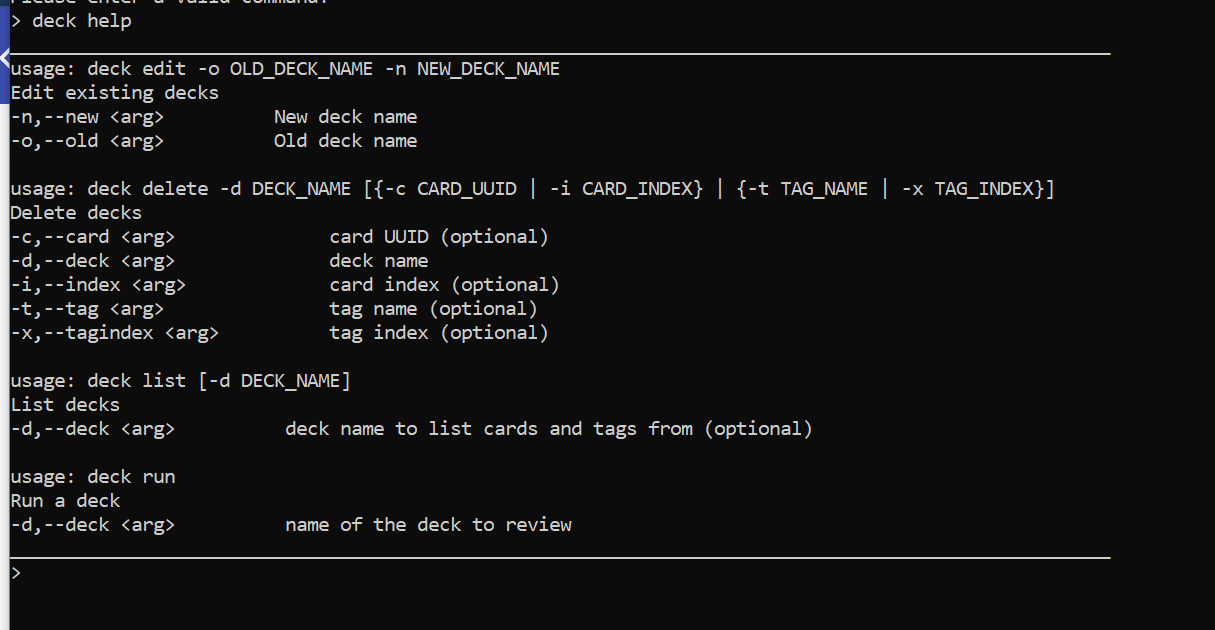 Please enter a valid command.
> deck help
usage: deck edit -o OLD_DECK_NAME -n NEW_DECK_NAME
Edit existing decks
-n,--new <arg>          New deck name
-o,--old <arg>          Old deck name
usage: deck delete -d DECK_NAME [{-c CARD_UUID | -i CARD_INDEX} | {-t TAG_NAME | -x TAG_INDEX}]
Delete decks
-c,--card <arg>              card UUID (optional)
-d,--deck <arg>              deck name
-i,--index <arg>             card index (optional)
-t,--tag <arg>               tag name (optional)
-x,--tagindex <arg>          tag index (optional)
usage: deck list [-d DECK_NAME]
List decks
-d,--deck <arg>          deck name to list cards and tags from (optional)
usage: deck run
Run a deck
-d,--deck <arg>          name of the deck to review
>